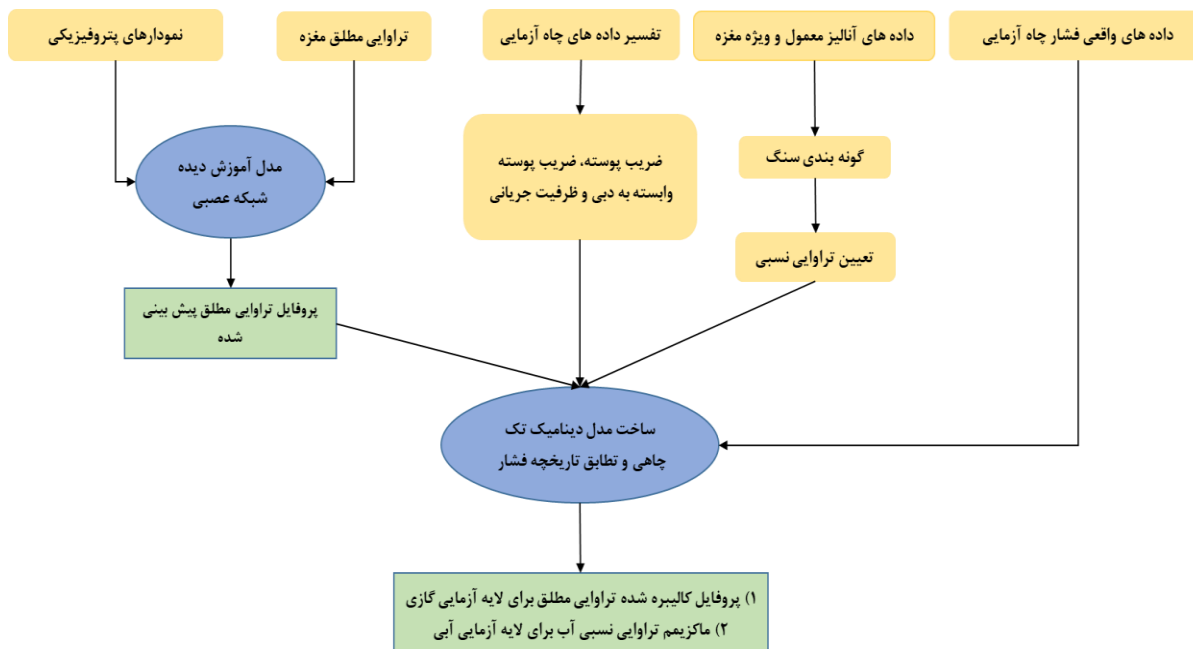 داده های واقعی فشار چاه آزمایی
داده های آنالیز معمول و ویژه مغزه
تفسیر داده های چاه آزمایی
تراوایی مطلق مغزه
نمودارهای پتروفیزیکی
گونه بندی سنگ
ضریب پوسته، ضریب پوسته
وابسته به دبی و ظرفیت جریانی
مدل آموزش دیده
شبکه عصبی
تعیین تراوایی نسبی
پروفایل تراوایی مطلق پیش بینی
شده
ساخت مدل دینامیک تک
چاهی و تطابق تاریخچه فشار
۱) پروفایل کالیبره شده تراوایی مطلق برای لایه آزمایی گازی
۲) ماکزیمم تراوایی نسبی آب برای لایه آزمایی آبی